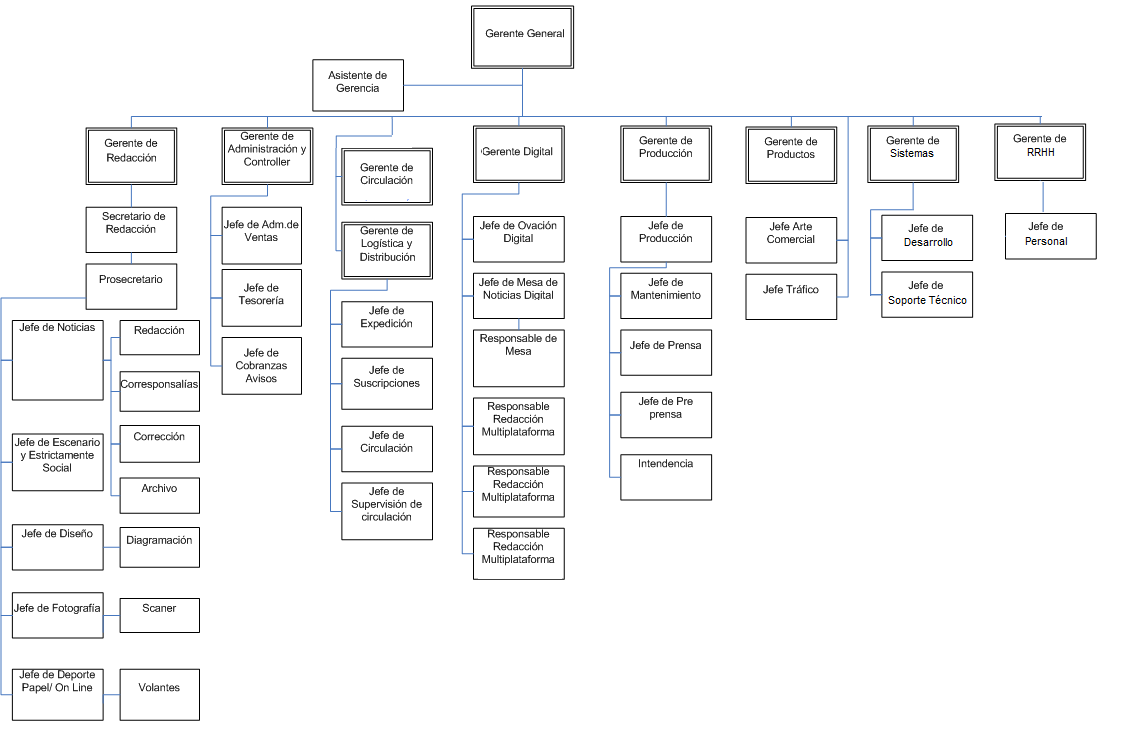 Gerente General
Asistente de
Gerencia
Gerente de
Redacción
Gerente de
Administración y
Controller
Gerente de
Circulación
Gerente de
Logística y
Distribución
Gerente Digital
Gerente de
Producción
Gerente de
Productos
Gerente de
Sistemas
Gerente de
RRHH
Secretario de
Redacción
Prosecretario
Jefe de Noticias
Redacción
Corresponsalías
Corrección
Archivo
Jefe de Escenario
y Estrictamente
Social
Jefe de Diseño
Diagramación
Jefe de Fotografía
Scaner
Jefe de Deporte
Papel/ On Line
Volantes
Jefe de Adm.de
Ventas
Jefe de
Tesorería
Jefe de
Cobranzas
Avisos
Jefe de
Expedición
Jefe de
Suscripciones
Jefe de
Circulación
Jefe de
Supervisión de
circulación
Jefe de Ovación
Digital
Jefe de Mesa de
Noticias Digital
Responsable de
Mesa
Responsable
Redacción
Multiplataforma
Responsable
Redacción
Multiplataforma
Responsable
Redacción
Multiplataforma
Jefe de
Producción
Jefe de
Mantenimiento
Jefe de Prensa
Jefe de Pre
prensa
Intendencia
Jefe Arte
Comercial
Jefe Tráfico
Jefe de
Desarrollo
Jefe de
Soporte Técnico
Jefe de
Personal